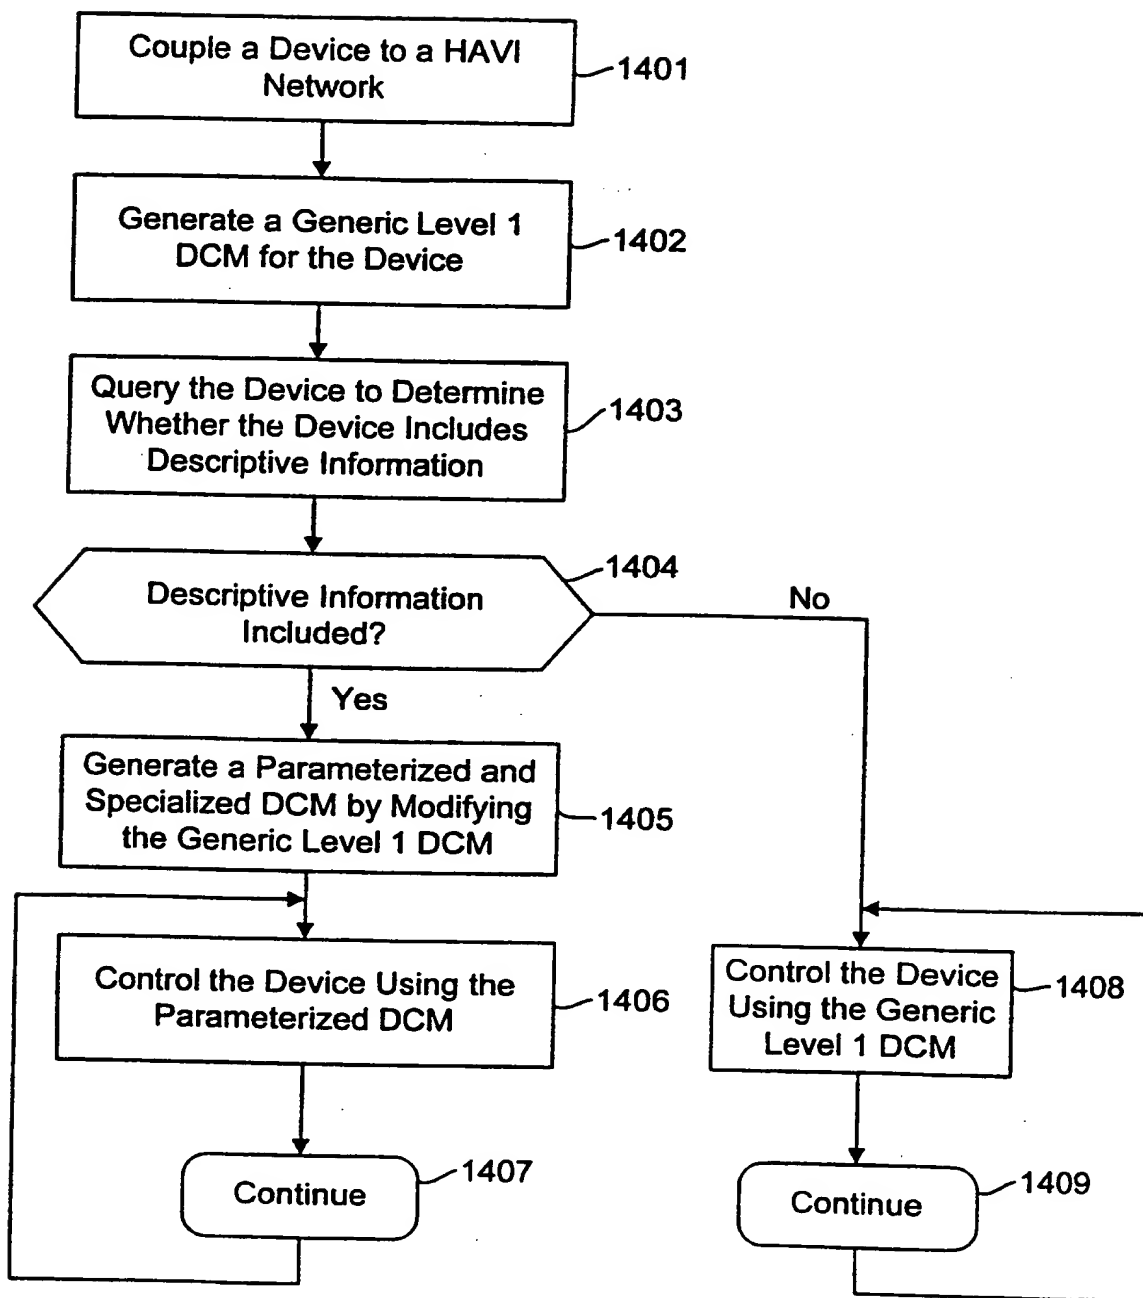 Couple a Device to a HAVI
Network
1401
Generate a Generic Level 1
DCM for the Device
1402
Query the Device to Determine
Whether the Device Includes
Descriptive Information
1403
Descriptive Information
Included?
1404
No
Yes
Generate a Parameterized and
Specialized DCM by Modifying
the Generic Level 1 DCM
1405
Control the Device Using the
Parameterized DCM
1406
Control the Device
Using the Generic
Level 1 DCM
1408
Continue
1407
Continue
1409